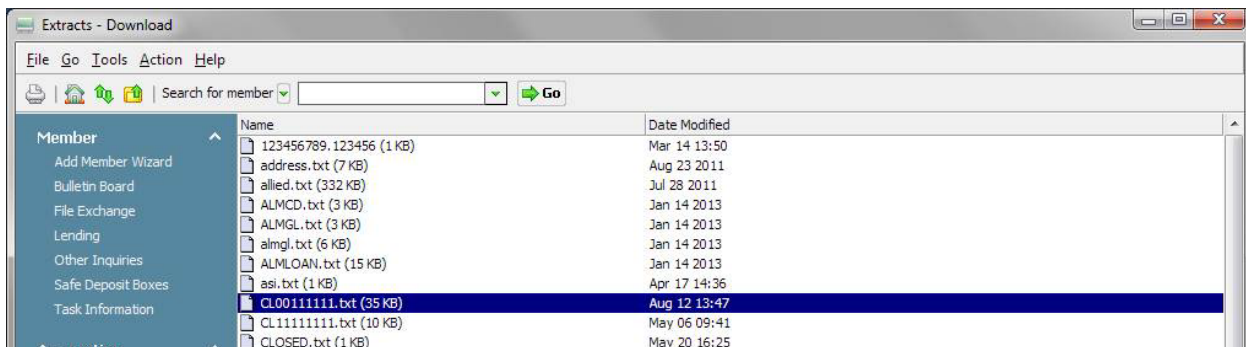 Extracts - Download
File Go Tools Action Help
Search for member Go
Member
Add Member Wizard
Bulletin Board
File Exchange
Lending
Other Inquiries
Safe Deposit Boxes
Task Information
Name Date Modified
123456789.123456 (1 KB) Mar 14 13:50
address.txt (7 KB) Aug 23 2011
allied.txt (332 KB) Jul 28 2011
ALMCD.txt (3 KB) Jan 14 2013
ALMGL.txt (3 KB) Jan 14 2013
almgl.txt (6 KB) Jan 14 2013
ALMLOAN.txt (15 KB) Jan 14 2013
asi.txt (1 KB) Apr 17 14:36
CL00111111.txt (35 KB) Aug 12 13:47
CL11111111.txt (10 KB) May 06 09:41
CLOSED.txt (1 KB) May 20 16:25